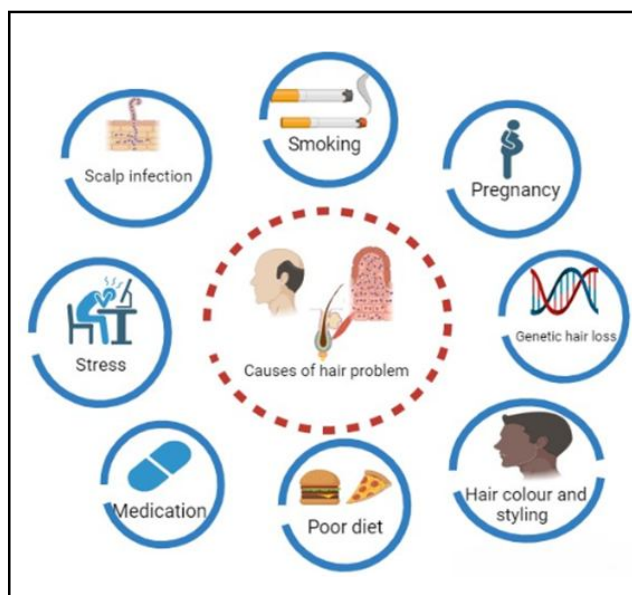 Smoking
Scalp infection
Pregnancy
Genetic hair loss
Causes of hair problem
Stress
Hair colour and
styling
Medication
Poor diet